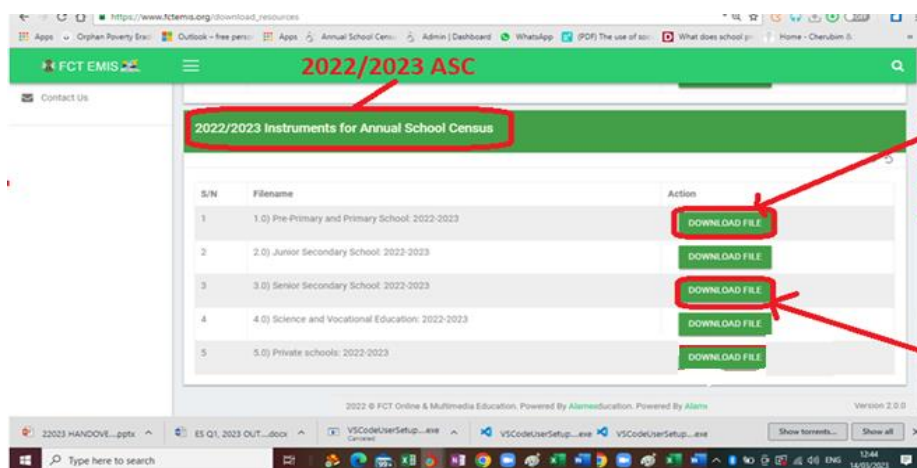 https://www.fctemis.org/download_resources
Apps Orphan Poverty Erac Outlook – free perso Apps Annual School Cens Admin | Dashboard WhatsApp (PDF) The use of so What does school p Home - Cherubim &
FCT EMIS 2022/2023 ASC
Contact Us
2022/2023 Instruments for Annual School Census
S/N Filename Action
1 1.0) Pre-Primary and Primary School: 2022-2023 DOWNLOAD FILE
2 2.0) Junior Secondary School: 2022-2023 DOWNLOAD FILE
3 3.0) Senior Secondary School: 2022-2023 DOWNLOAD FILE
4 4.0) Science and Vocational Education: 2022-2023 DOWNLOAD FILE
5 5.0) Private schools: 2022-2023 DOWNLOAD FILE
2022 © FCT Online & Multimedia Education. Powered By Alarmeducation. Powered By Version 2.0.0
22023 HANDOVE....pptx ES Q1, 2023 OUT....docx VSCodeUserSetup....exe VSCodeUserSetup....exe VSCodeUserSetup....exe Show torrents... Show all
Canceled
Type here to search ENG 12:44
14/03/2023